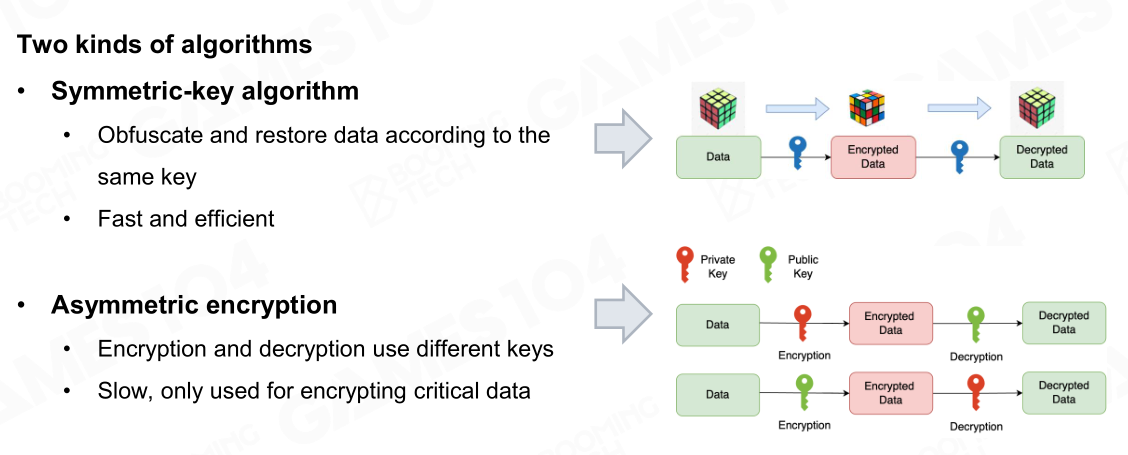 Two kinds of algorithms
• Symmetric-key algorithm
• Obfuscate and restore data according to the
same key
• Fast and efficient
Data
Encrypted
Data
Decrypted
Data
• Asymmetric encryption
• Encryption and decryption use different keys
• Slow, only used for encrypting critical data
Private
Key
Public
Key
Data
Encryption
Encrypted
Data
Decryption
Decrypted
Data
Data
Encryption
Encrypted
Data
Decryption
Decrypted
Data
GAMES104
BOOMING
TECH